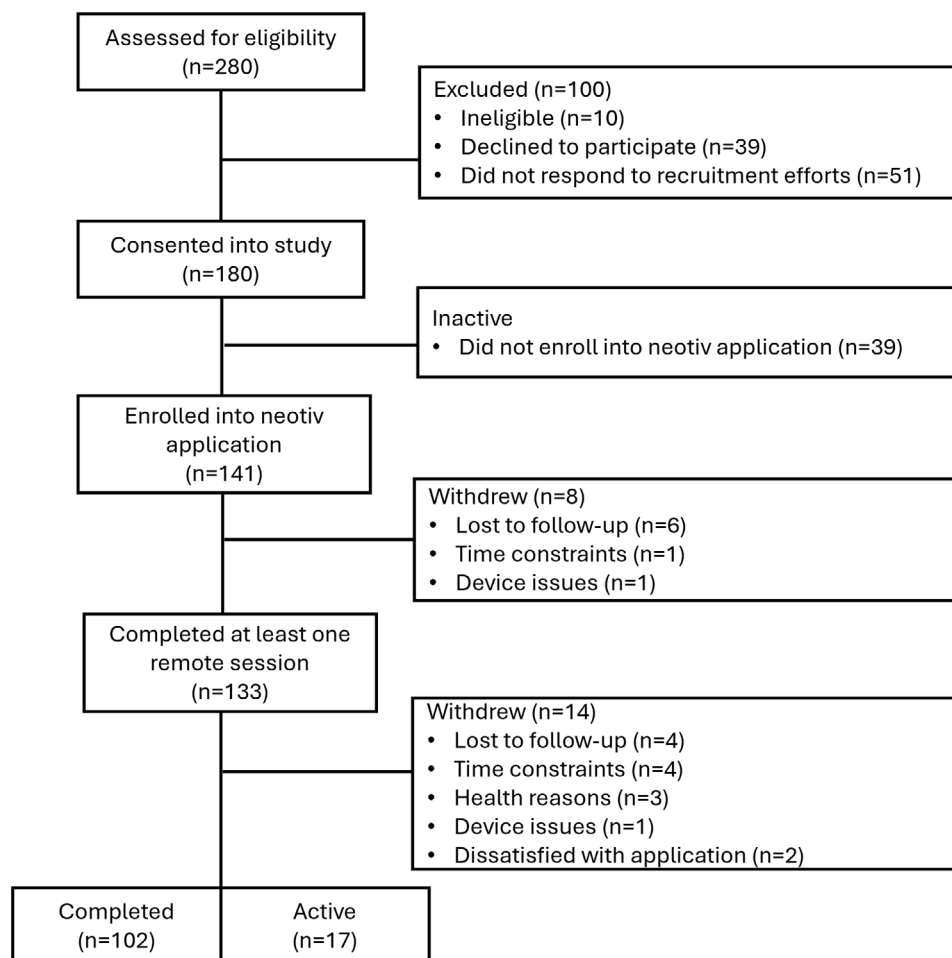 Assessed for eligibility
(n=280)
Excluded (n=100)
• Ineligible (n=10)
• Declined to participate (n=39)
• Did not respond to recruitment efforts (n=51)
Consented into study
(n=180)
Inactive
• Did not enroll into neotiv application (n=39)
Enrolled into neotiv
application
(n=141)
Withdrew (n=8)
• Lost to follow-up (n=6)
• Time constraints (n=1)
• Device issues (n=1)
Completed at least one
remote session
(n=133)
Withdrew (n=14)
• Lost to follow-up (n=4)
• Time constraints (n=4)
• Health reasons (n=3)
• Device issues (n=1)
• Dissatisfied with application (n=2)
Completed
(n=102)
Active
(n=17)